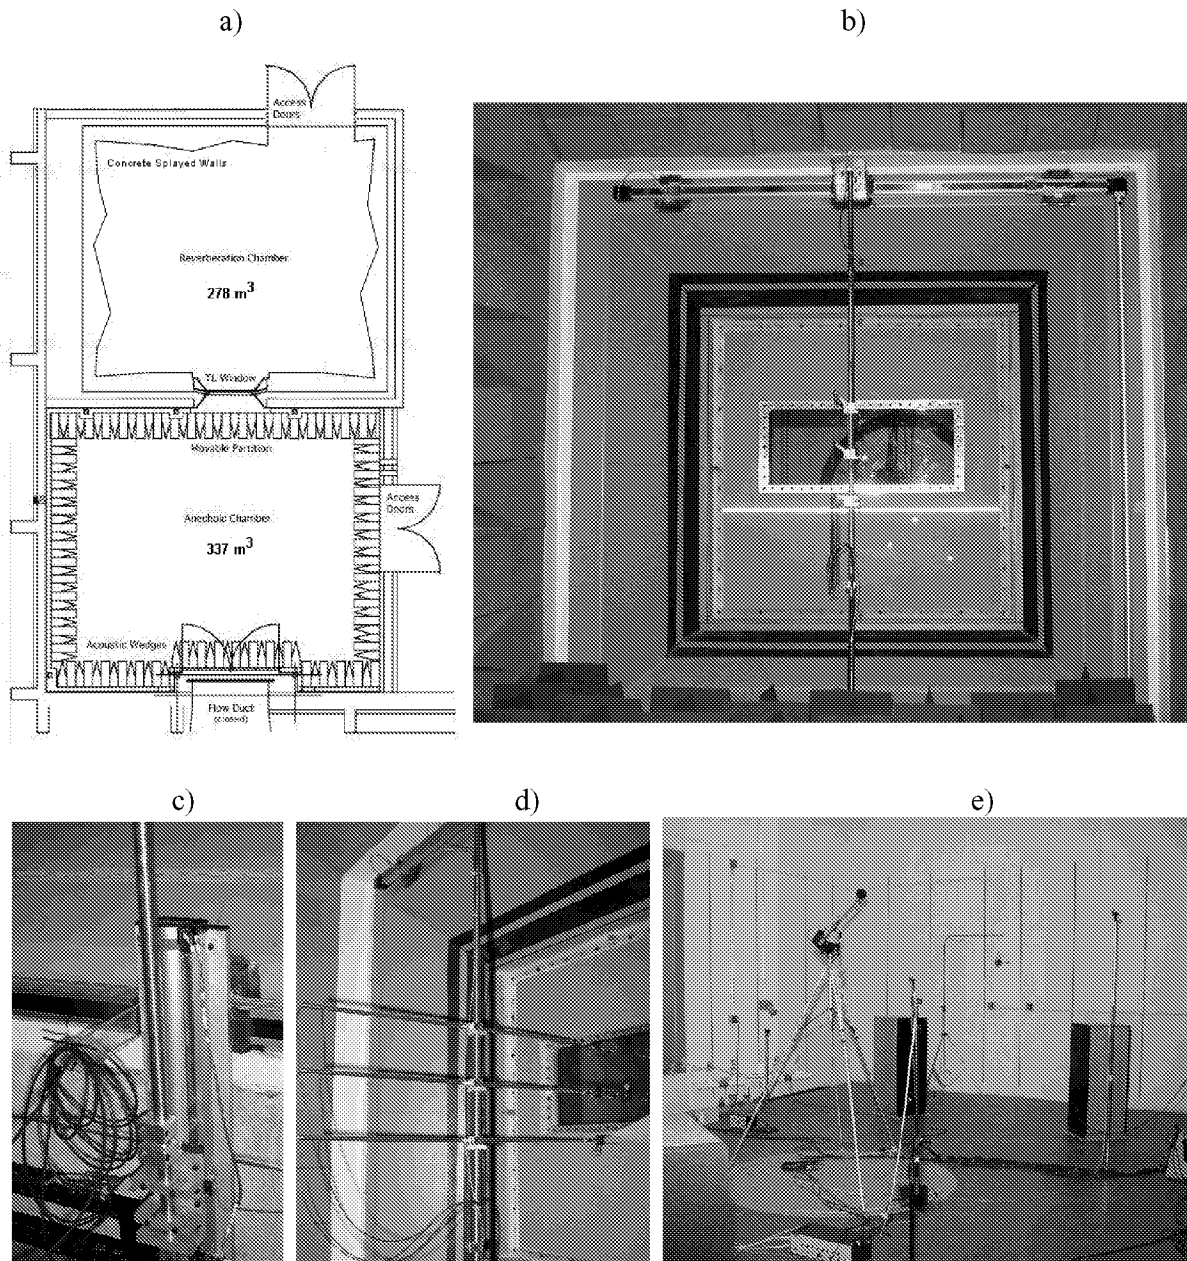 a)
b)
Access
Doors
Concrete Splayed Walls
Reverberation Chamber
278 m³
TL Window
Movable Partition
Access
Doors
Anechoic Chamber
337 m³
Acoustic Wedges
Flow Duct
(closed)
c)
d)
e)